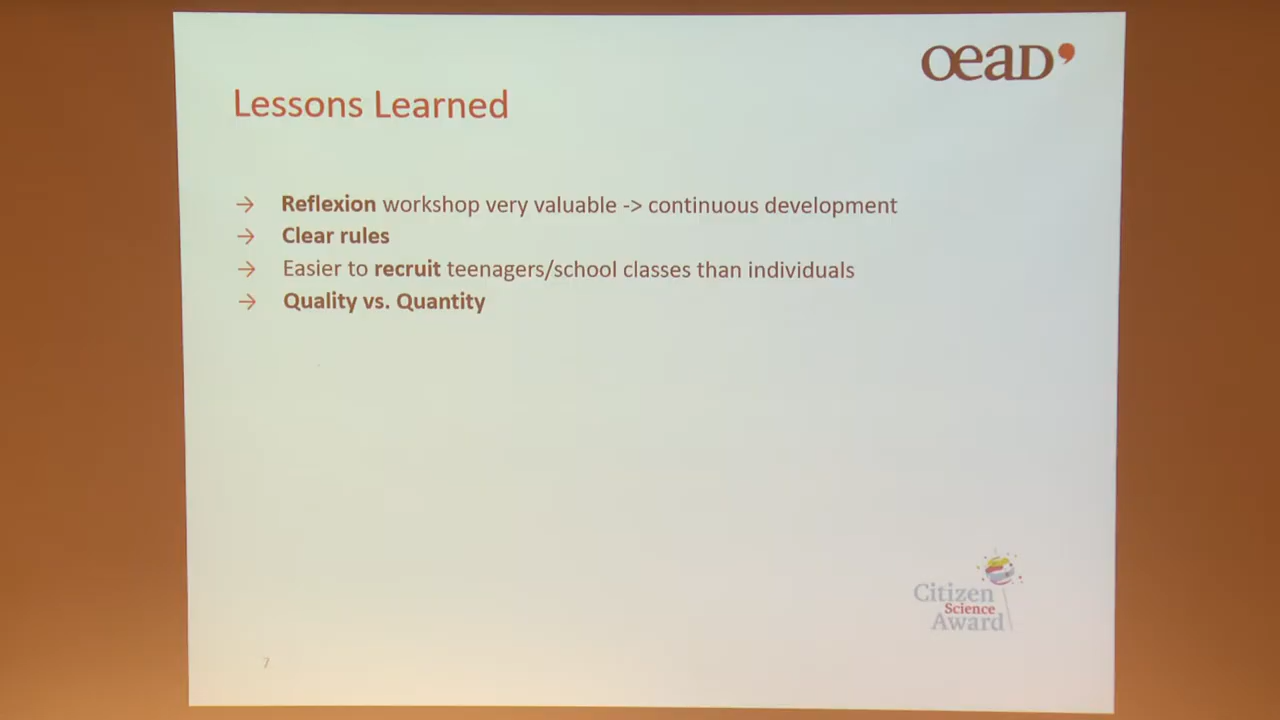 OeAD'
Lessons Learned
→ Reflexion workshop very valuable -> continuous development
→ Clear rules
→ Easier to recruit teenagers/school classes than individuals
→ Quality vs. Quantity
Citizen
Science
Award
7